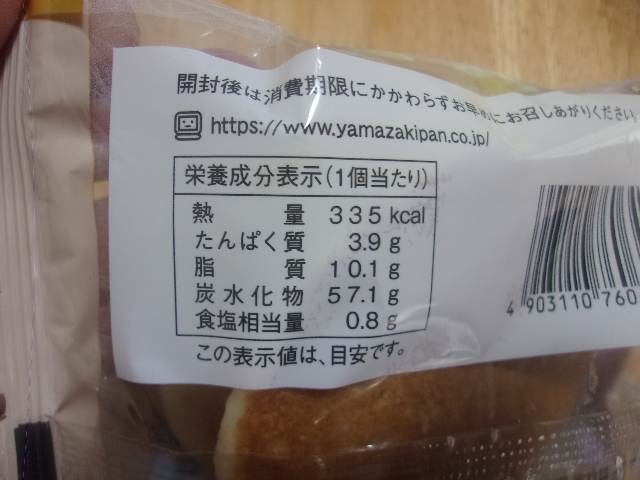 開封後は消費期限にかかわらずお早めにお召しあがりください。
https://www.yamazakipan.co.jp/
栄養成分表示(1個当たり)
熱量 335 kcal
たんぱく質 3.9 g
脂質 10.1 g
炭水化物 57.1 g
食塩相当量 0.8 g
この表示値は、目安です。
4 903110 760